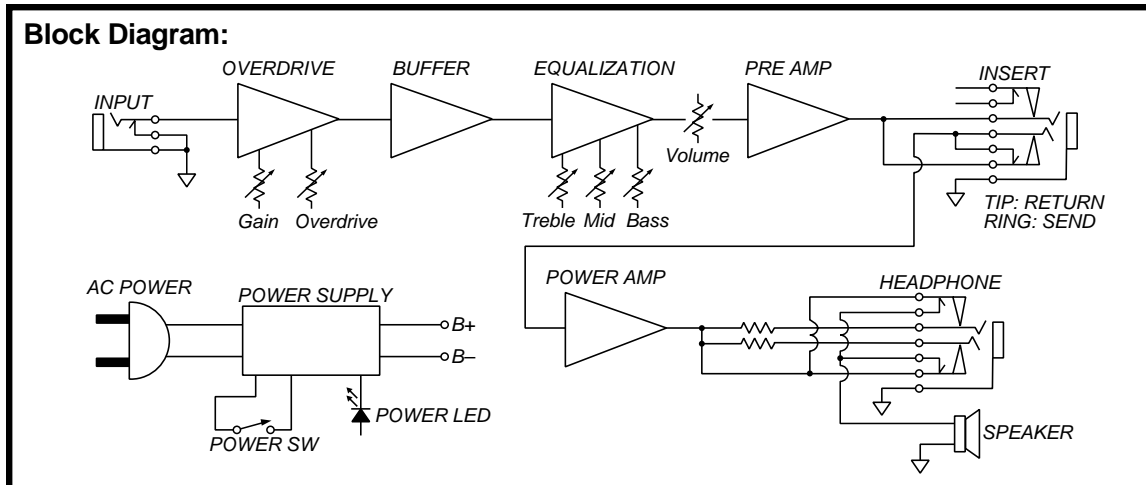 Block Diagram:
OVERDRIVE
BUFFER
EQUALIZATION
PRE AMP
INSERT
INPUT
Volume
Gain
Overdrive
Treble
Mid
Bass
TIP: RETURN
RING: SEND
AC POWER
POWER SUPPLY
POWER AMP
HEADPHONE
B+
B–
POWER LED
POWER SW
SPEAKER